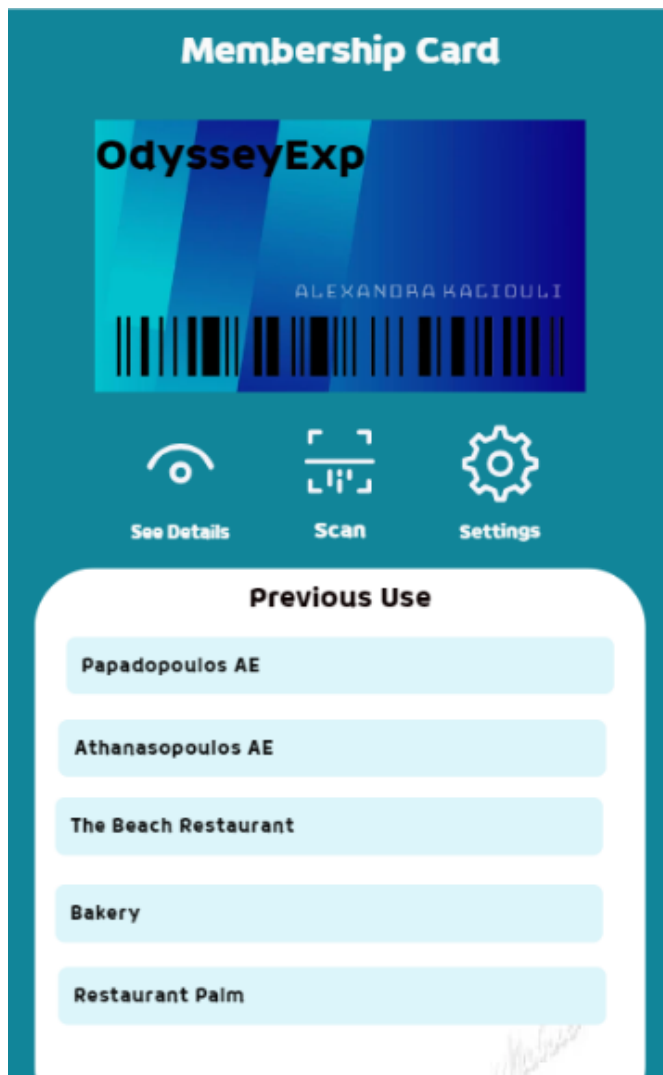 Membership Card
OdysseyExp
ALEXANDRA KAGIOULI
See Details
Scan
Settings
Previous Use
Papadopoulos AE
Athanasopoulos AE
The Beach Restaurant
Bakery
Restaurant Palm